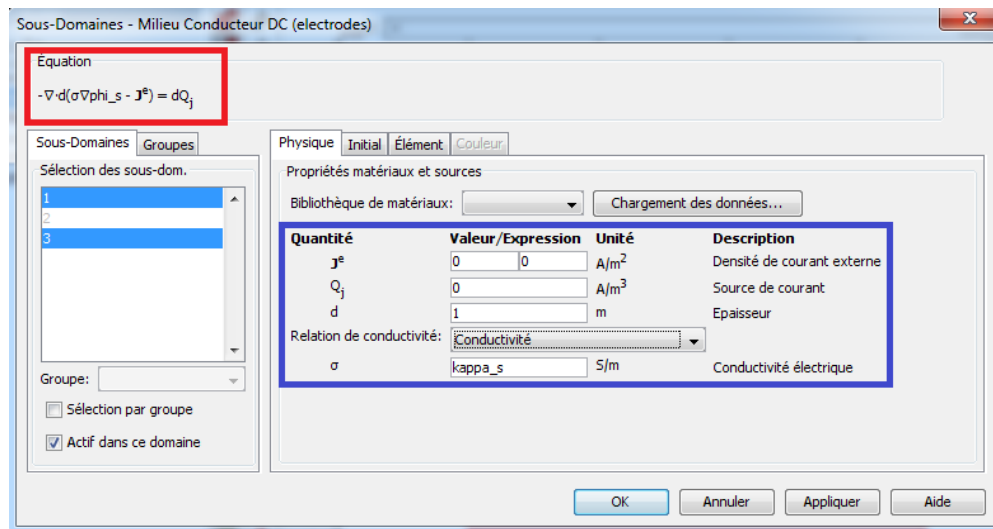 Sous-Domaines - Milieu Conducteur DC (electrodes)
Équation
-∇·d(σ∇phi_s - Jᵉ) = dQⱼ
Sous-Domaines Groupes
Sélection des sous-dom.
1
2
3
Groupe:
Sélection par groupe
Actif dans ce domaine
Physique Initial Élément Couleur
Propriétés matériaux et sources
Bibliothèque de matériaux: Chargement des données...
Quantité Valeur/Expression Unité Description
Jᵉ 0 0 A/m² Densité de courant externe
Qⱼ 0 A/m³ Source de courant
d 1 m Epaisseur
Relation de conductivité: Conductivité
σ kappa_s S/m Conductivité électrique
OK Annuler Appliquer Aide